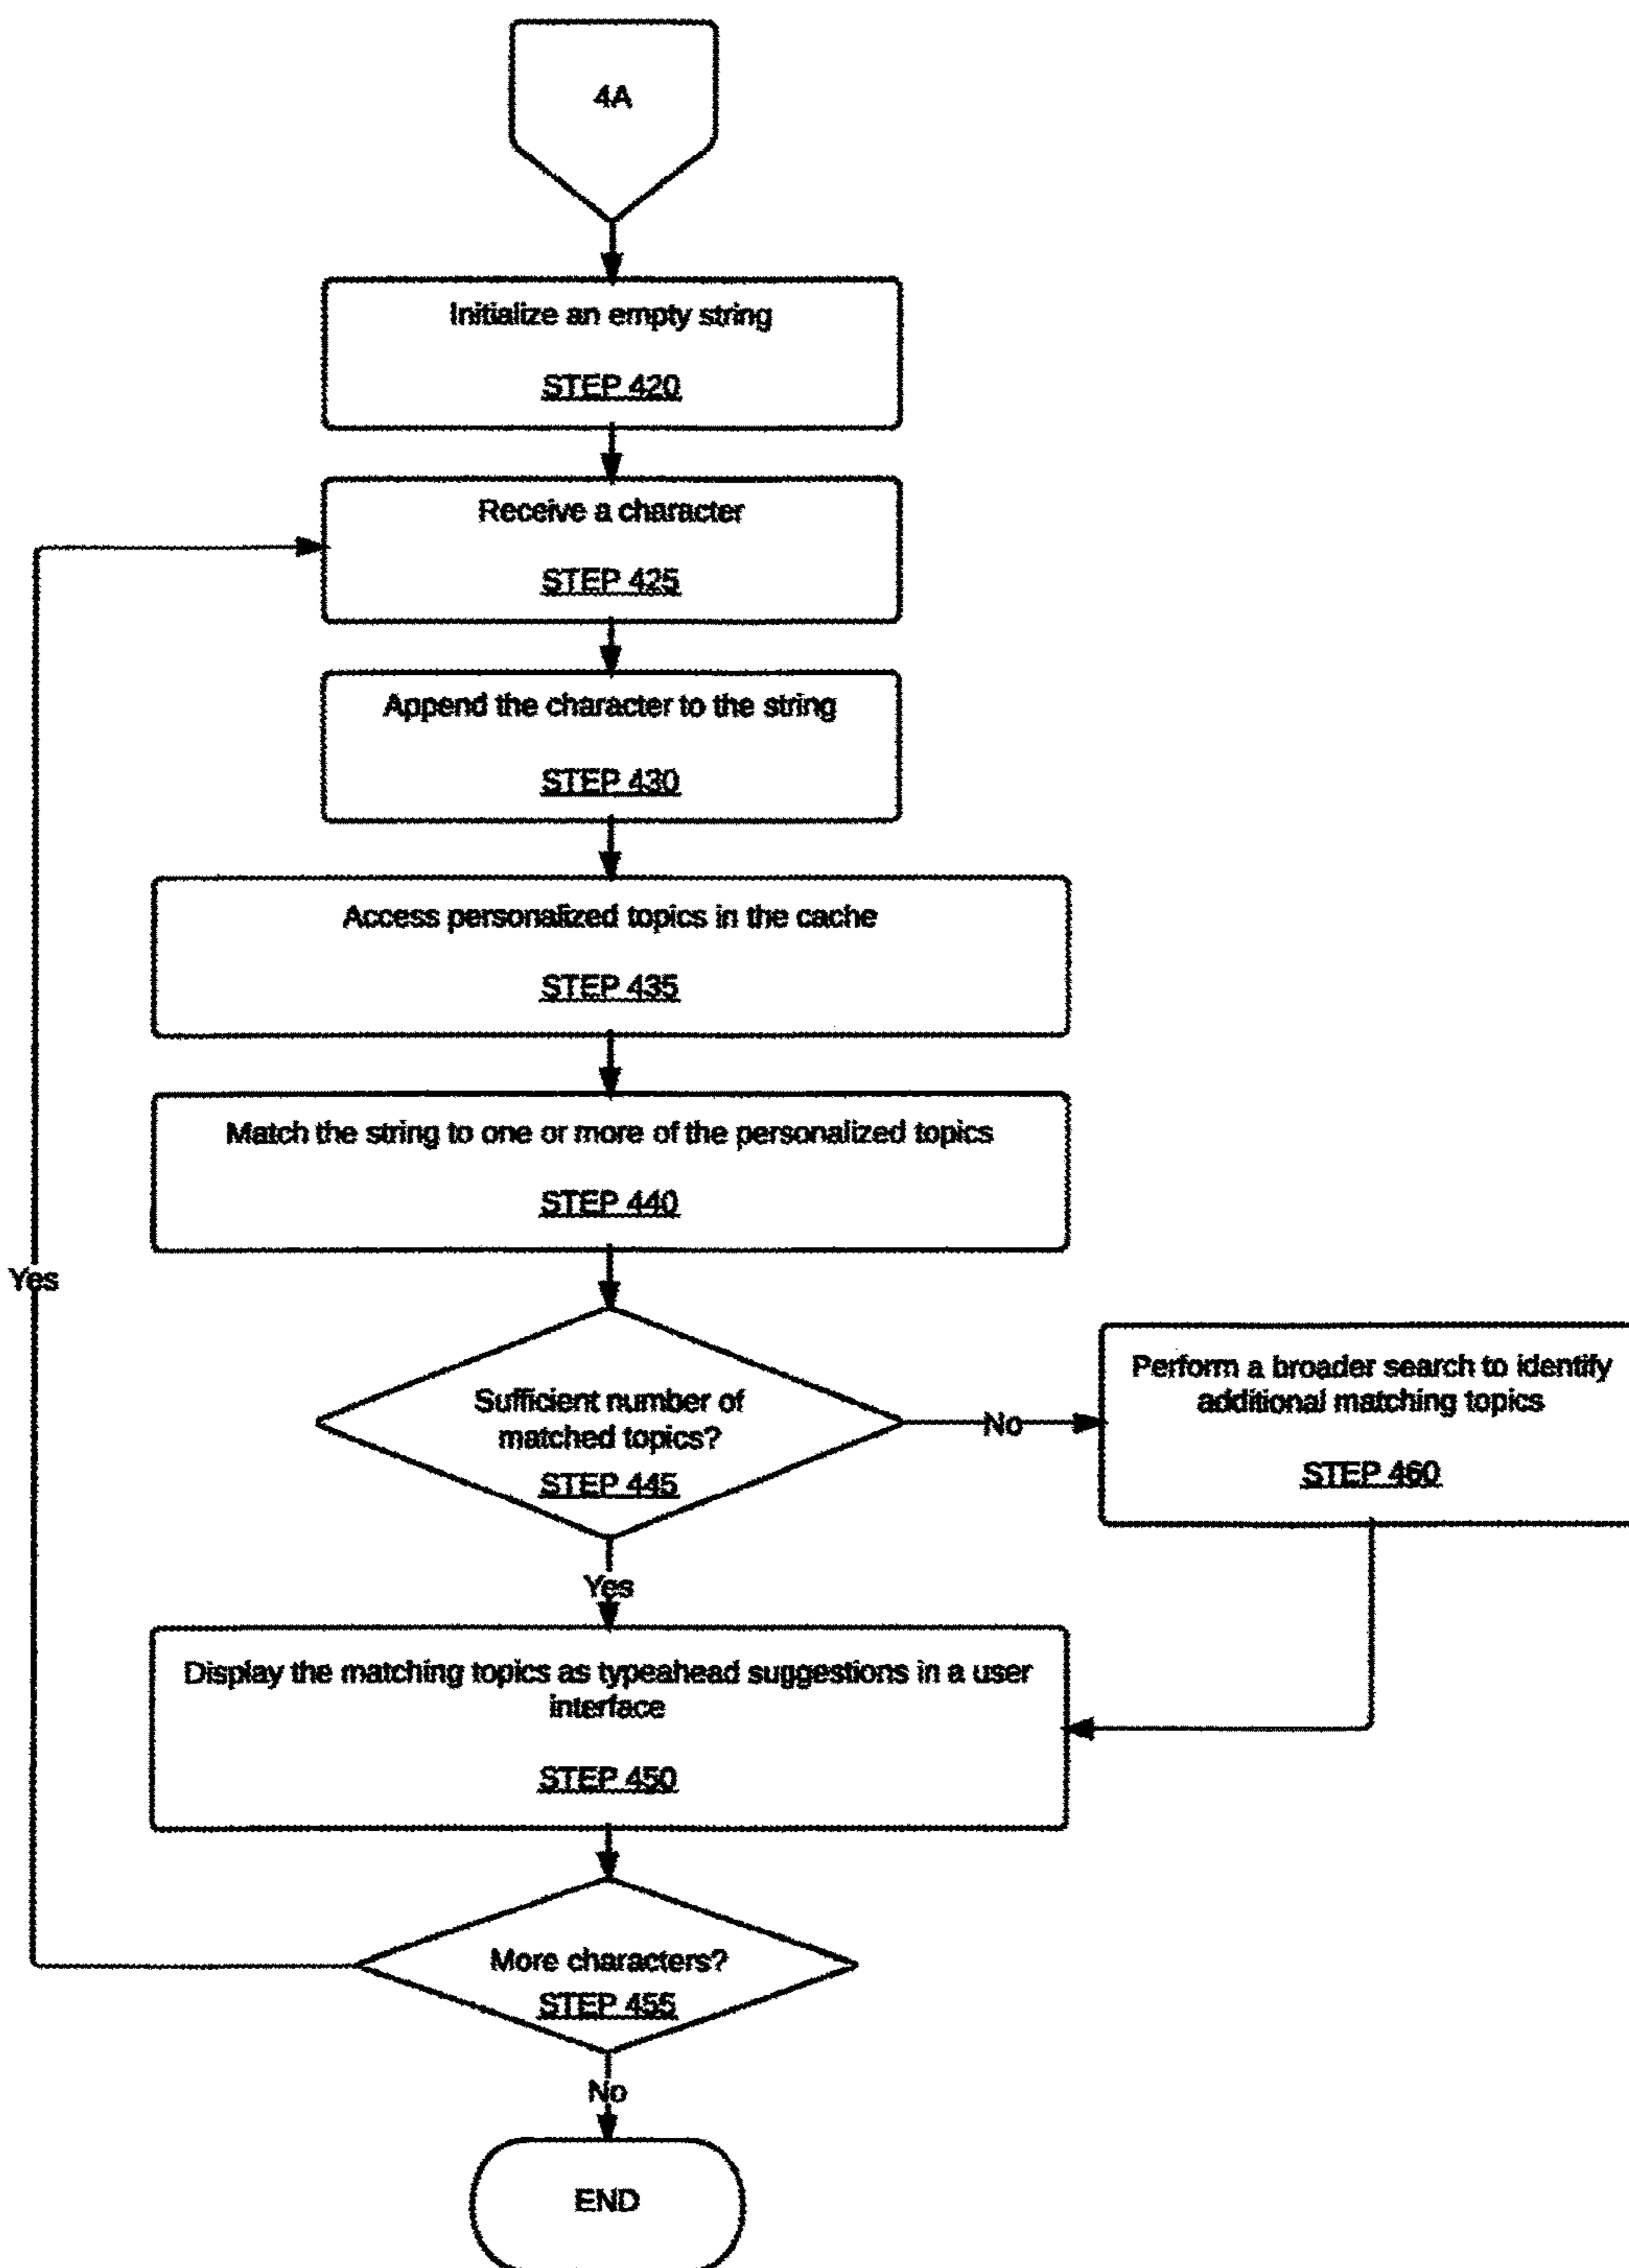 4A
Initialize an empty string
STEP 420
Receive a character
STEP 425
Append the character to the string
STEP 430
Access personalized topics in the cache
STEP 435
Match the string to one or more of the personalized topics
STEP 440
Yes
Sufficient number of
matched topics?
STEP 445
No
Perform a broader search to identify
additional matching topics
STEP 460
Yes
Display the matching topics as typeahead suggestions in a user
interface
STEP 450
More characters?
STEP 455
No
END